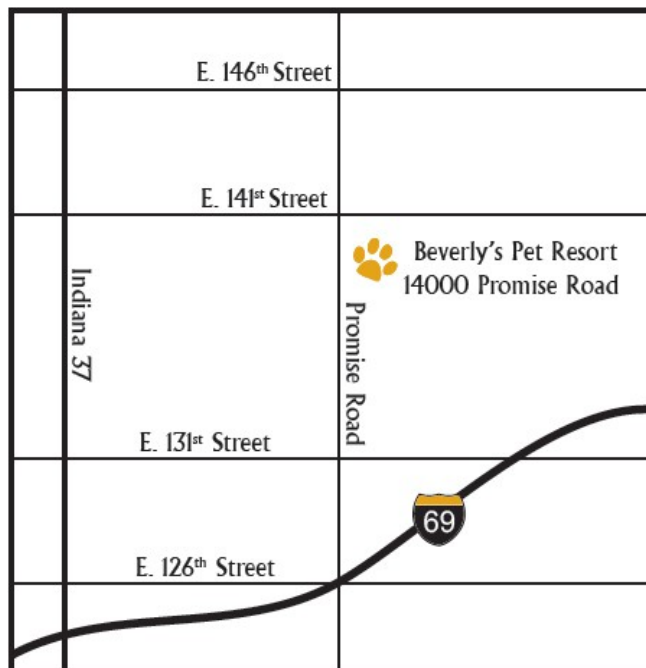 E. 146th Street
E. 141st Street
Beverly's Pet Resort
14000 Promise Road
Indiana 37
Promise Road
E. 131st Street
69
E. 126th Street